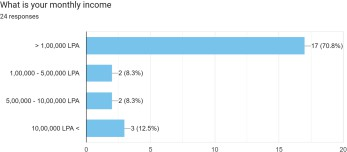 What is your monthly income
24 responses
> 1,00,000 LPA
17 (70.8%)
1,00,000 - 5,00,000 LPA
2 (8.3%)
5,00,000 - 10,00,000 LPA
2 (8.3%)
10,00,000 LPA <
3 (12.5%)
0 5 10 15 20